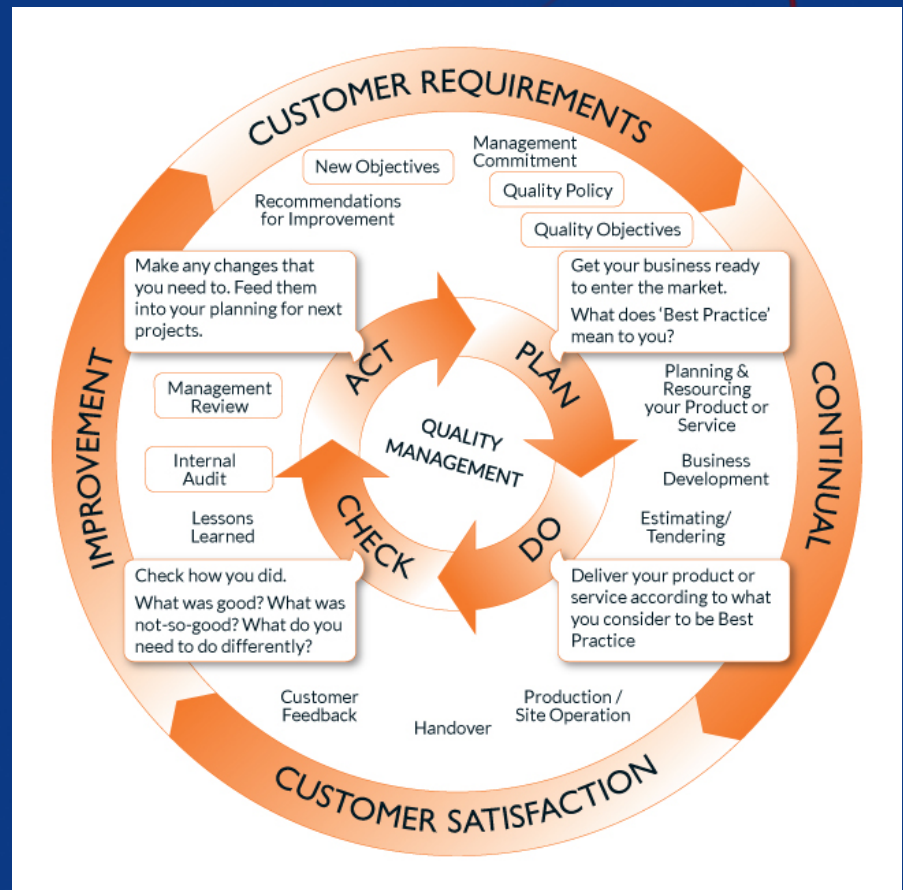 CUSTOMER REQUIREMENTS
New Objectives
Recommendations
for Improvement
Management
Commitment
Quality Policy
Quality Objectives
Make any changes that
you need to. Feed them
into your planning for next
projects.
Get your business ready
to enter the market.
What does ‘Best Practice’
mean to you?
ACT
PLAN
QUALITY
MANAGEMENT
CHECK
DO
Planning &
Resourcing
your Product or
Service
Business
Development
Estimating/
Tendering
CONTINUAL
Deliver your product or
service according to what
you consider to be Best
Practice
Production /
Site Operation
Handover
Customer
Feedback
CUSTOMER SATISFACTION
Check how you did.
What was good? What was
not-so-good? What do you
need to do differently?
Lessons
Learned
Internal
Audit
Management
Review
IMPROVEMENT